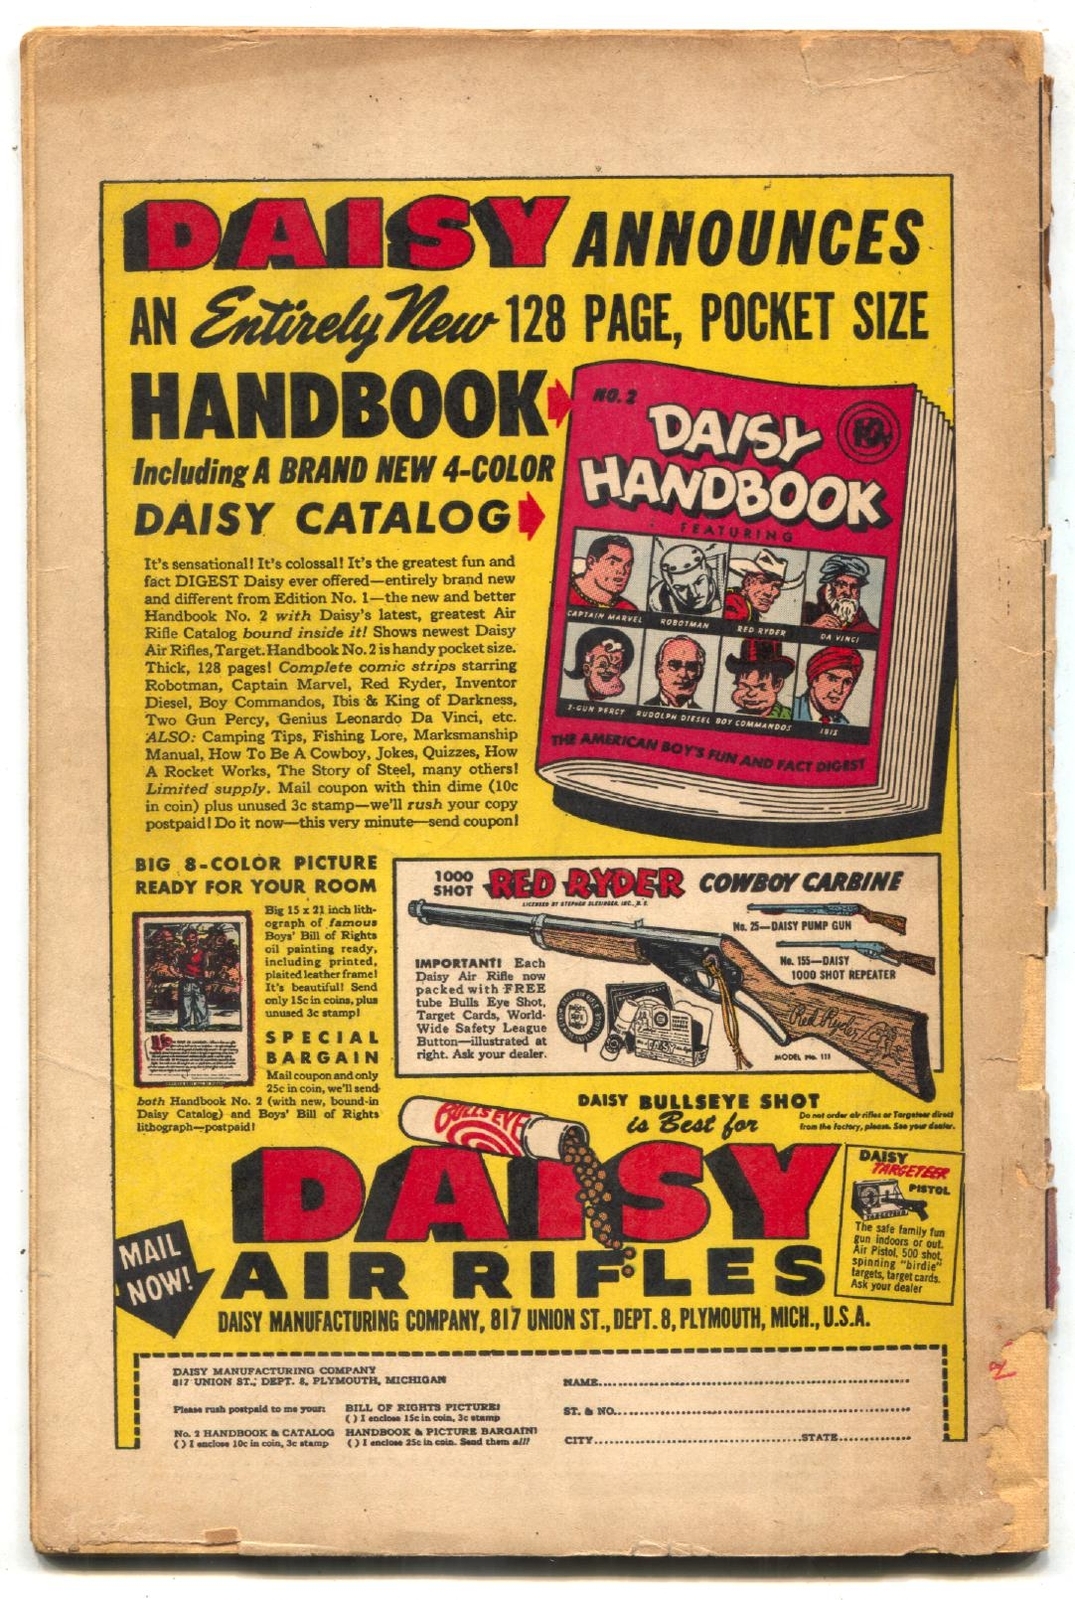 DAISY ANNOUNCES
AN Entirely New 128 PAGE, POCKET SIZE
HANDBOOK
Including A BRAND NEW 4-COLOR
DAISY CATALOG
It's sensational! It's colossal! It's the greatest fun and
fact DIGEST Daisy ever offered—entirely brand new
and different from Edition No. 1—the new and better
Handbook No. 2 with Daisy's latest, greatest Air
Rifle Catalog bound inside it! Shows newest Daisy
Air Rifles, Target. Handbook No. 2 is handy pocket size.
Thick, 128 pages! Complete comic strips starring
Robotman, Captain Marvel, Red Ryder, Inventor
Diesel, Boy Commandos, Ibis & King of Darkness,
Two Gun Percy, Genius Leonardo Da Vinci, etc.
ALSO: Camping Tips, Fishing Lore, Marksmanship
Manual, How To Be A Cowboy, Jokes, Quizzes, How
A Rocket Works, The Story of Steel, many others!
Limited supply. Mail coupon with thin dime (10c
in coin) plus unused 3c stamp—we'll rush your copy
postpaid! Do it now—this very minute—send coupon!
NO. 2
DAISY
10¢
HANDBOOK
FEATURING
CAPTAIN MARVEL ROBOTMAN RED RYDER DA VINCI
2-GUN PERCY RUDOLPH DIESEL BOY COMMANDOS IBIS
THE AMERICAN BOY'S FUN AND FACT DIGEST
BIG 8-COLOR PICTURE
READY FOR YOUR ROOM
Big 15 x 21 inch lith-
ograph of famous
Boys' Bill of Rights
oil painting ready,
including printed,
plaited leather frame!
It's beautiful! Send
only 15c in coins, plus
unused 3c stamp!
SPECIAL
BARGAIN
Mail coupon and only
25c in coin, we'll send
both Handbook No. 2 (with new, bound-in
Daisy Catalog) and Boys' Bill of Rights
lithograph—postpaid!
1000
SHOT RED RYDER COWBOY CARBINE
LICENSED BY STEPHEN SLESINGER, INC., N. Y.
No. 25—DAISY PUMP GUN
No. 155—DAISY
1000 SHOT REPEATER
IMPORTANT! Each
Daisy Air Rifle now
packed with FREE
tube Bulls Eye Shot,
Target Cards, World-
Wide Safety League
Button—illustrated at
right. Ask your dealer.
Red Ryder
MODEL No. 111
DAISY BULLSEYE SHOT
is Best for
Do not order air rifles or Targeteer direct
from the factory, please. See your dealer.
BULLS EYE
DAISY
AIR RIFLES
DAISY
TARGETEER
PISTOL
The safe family fun
gun indoors or out.
Air Pistol, 500 shot,
spinning "birdie"
targets, target cards.
Ask your dealer
MAIL
NOW!
DAISY MANUFACTURING COMPANY, 817 UNION ST., DEPT. 8, PLYMOUTH, MICH., U.S.A.
DAISY MANUFACTURING COMPANY
817 UNION ST., DEPT. 8, PLYMOUTH, MICHIGAN
Please rush postpaid to me your:
No. 2 HANDBOOK & CATALOG
( ) I enclose 10c in coin, 3c stamp
BILL OF RIGHTS PICTURE!
( ) I enclose 15c in coin, 3c stamp
HANDBOOK & PICTURE BARGAIN!
( ) I enclose 25c in coin. Send them all!
NAME
ST. & NO.
CITY STATE